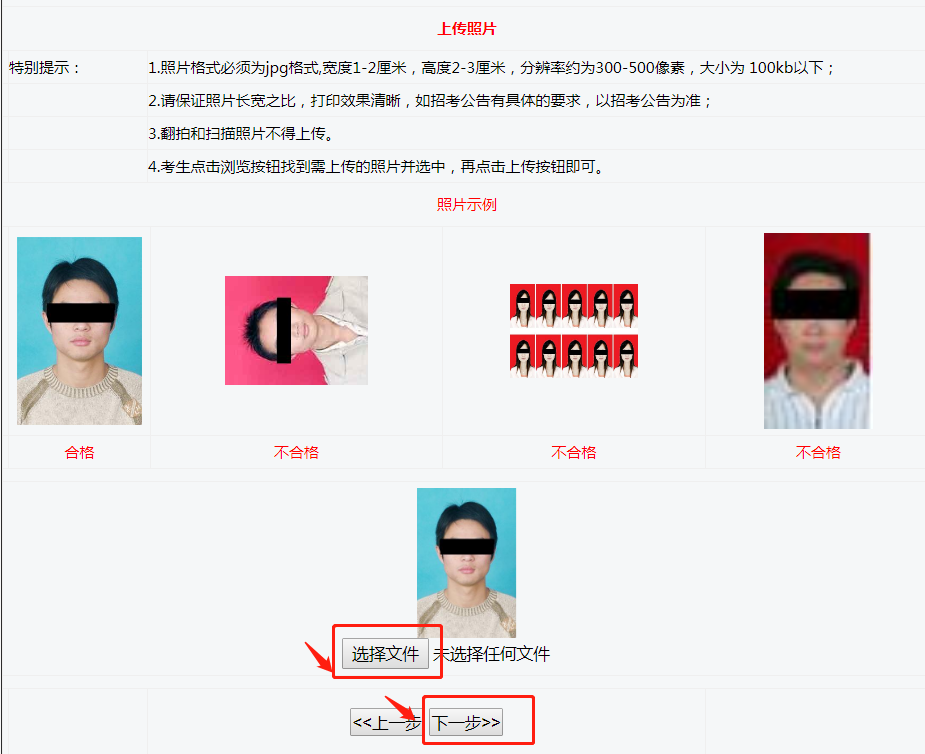 上传照片
特别提示：
1.照片格式必须为jpg格式,宽度1-2厘米，高度2-3厘米，分辨率约为300-500像素，大小为 100kb以下；
2.请保证照片长宽之比，打印效果清晰，如招考公告有具体的要求，以招考公告为准；
3.翻拍和扫描照片不得上传。
4.考生点击浏览按钮找到需上传的照片并选中，再点击上传按钮即可。
照片示例
合格
不合格
不合格
不合格
选择文件 未选择任何文件
<<上一步 下一步>>